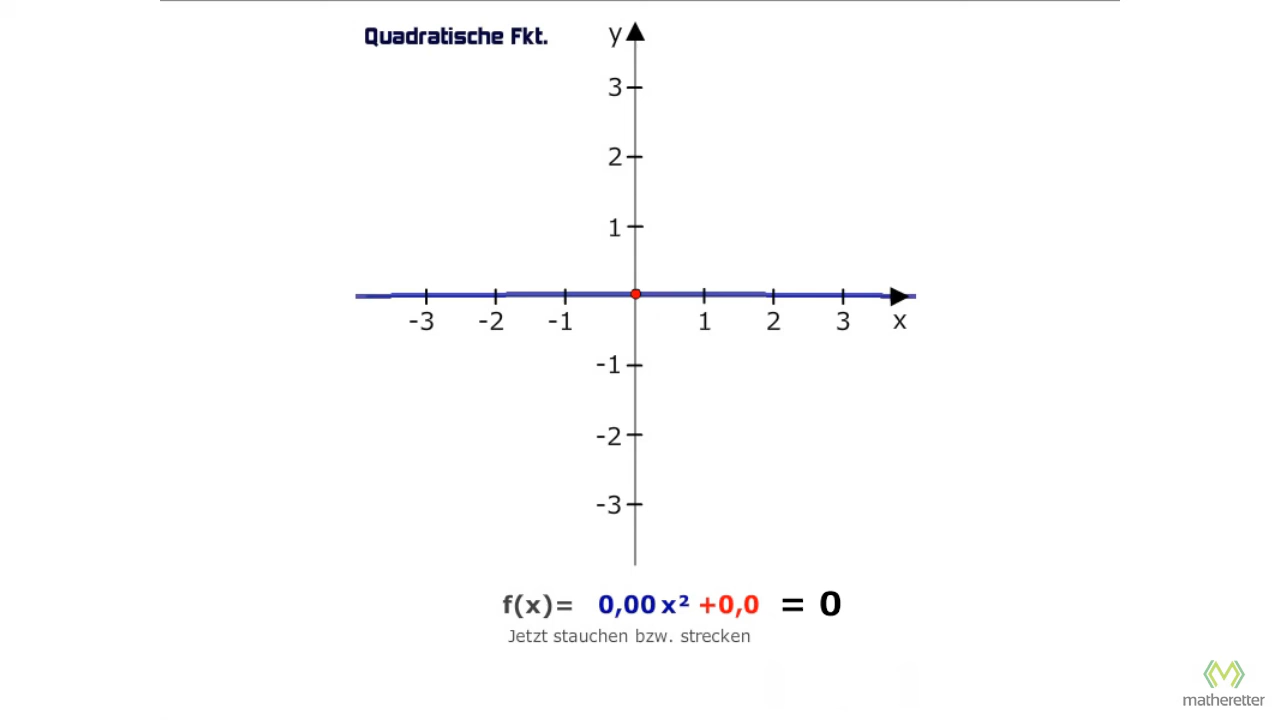 Quadratische Fkt.
y
3
2
1
-3 -2 -1 1 2 3 x
-1
-2
-3
f(x)= 0,00 x² +0,0 = 0
Jetzt stauchen bzw. strecken
matheretter